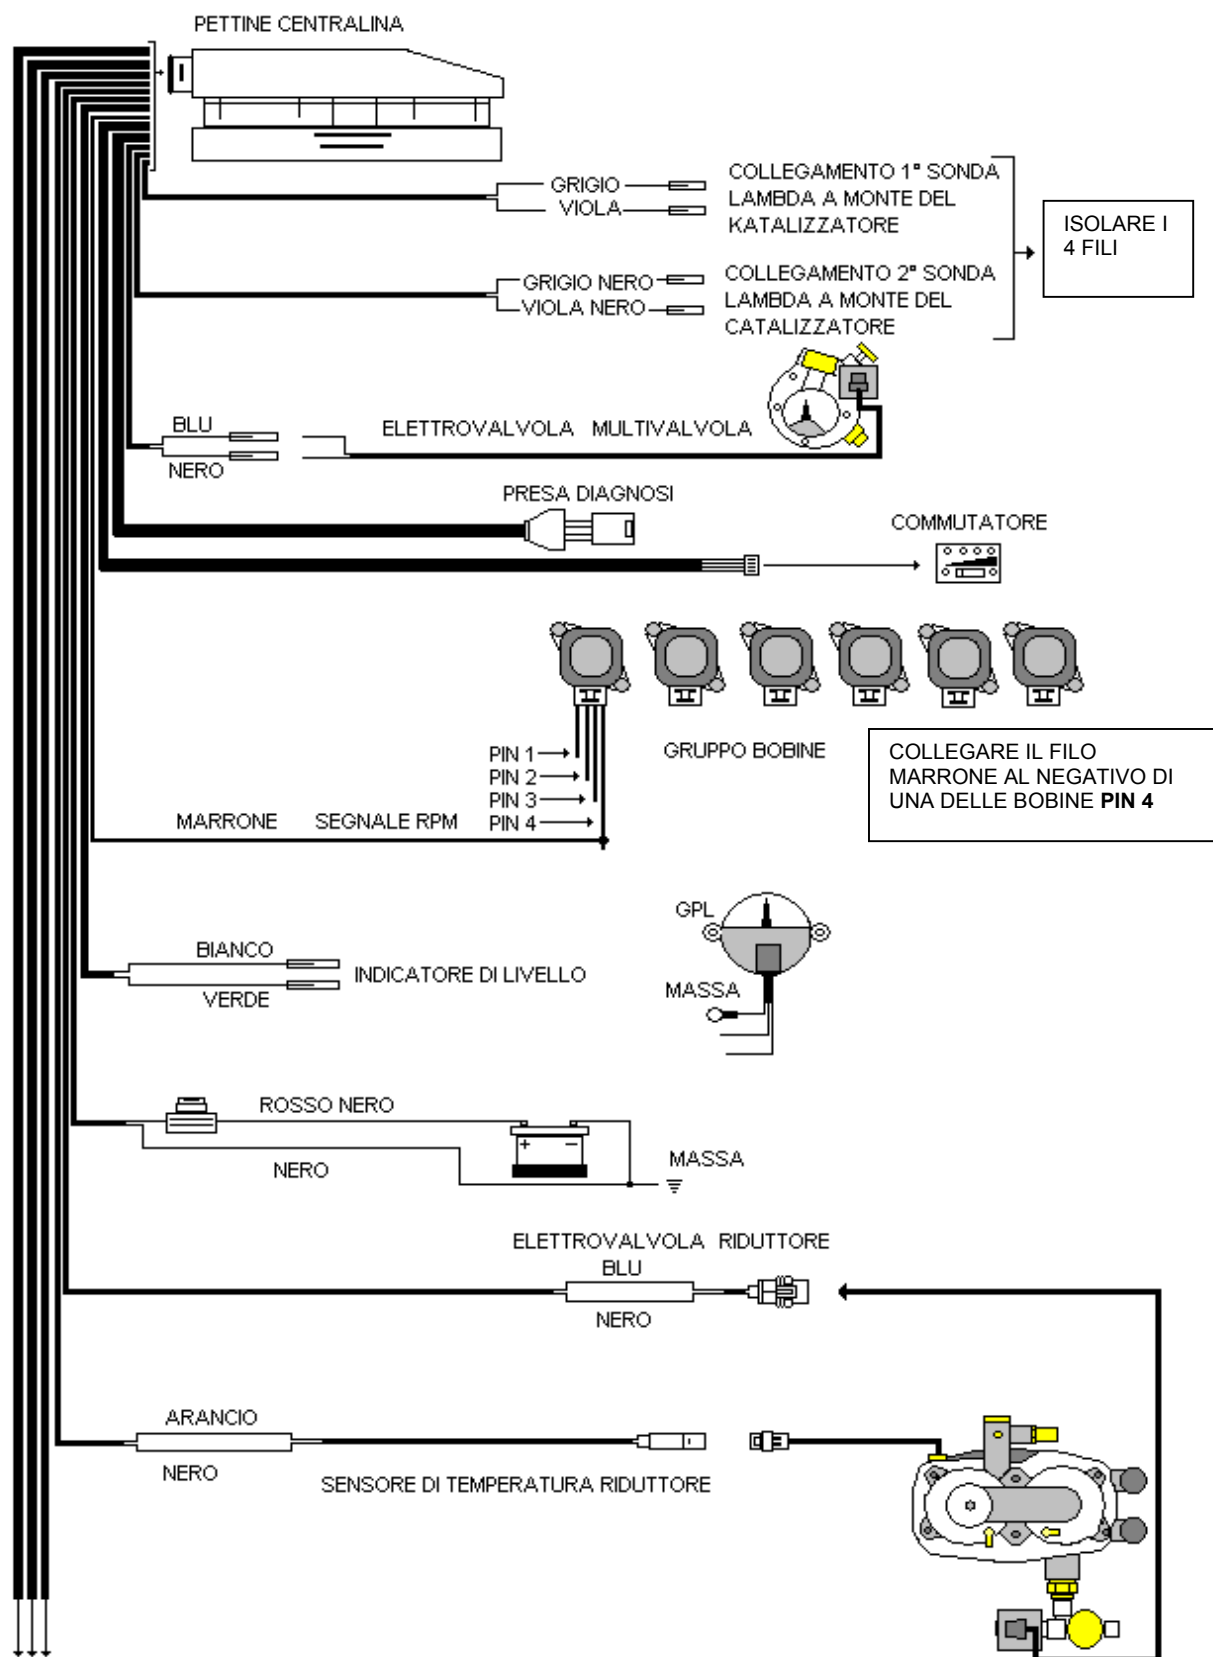 PETTINE CENTRALINA
GRIGIO
VIOLA
COLLEGAMENTO 1° SONDA
LAMBDA A MONTE DEL
KATALIZZATORE
ISOLARE I
4 FILI
GRIGIO NERO
VIOLA NERO
COLLEGAMENTO 2° SONDA
LAMBDA A MONTE DEL
CATALIZZATORE
BLU
NERO
ELETTROVALVOLA MULTIVALVOLA
PRESA DIAGNOSI
COMMUTATORE
PIN 1
PIN 2
PIN 3
PIN 4
GRUPPO BOBINE
COLLEGARE IL FILO
MARRONE AL NEGATIVO DI
UNA DELLE BOBINE PIN 4
MARRONE SEGNALE RPM
GPL
MASSA
BIANCO
VERDE
INDICATORE DI LIVELLO
ROSSO NERO
+ −
NERO
MASSA
ELETTROVALVOLA RIDUTTORE
BLU
NERO
ARANCIO
NERO
SENSORE DI TEMPERATURA RIDUTTORE